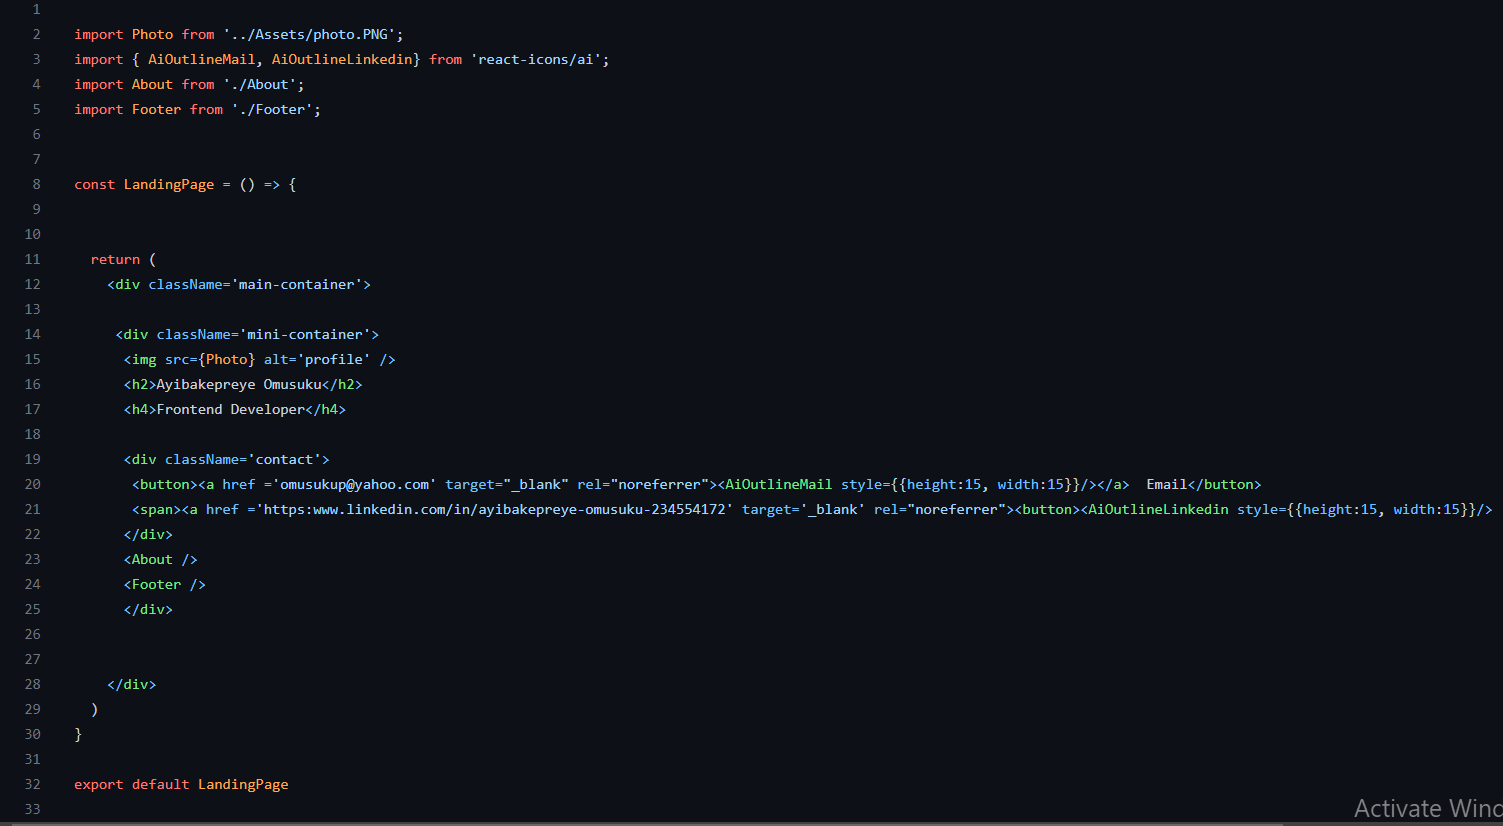 1
2 import Photo from '../Assets/photo.PNG';
3 import { AiOutlineMail, AiOutlineLinkedin} from 'react-icons/ai';
4 import About from './About';
5 import Footer from './Footer';
6
7
8 const LandingPage = () => {
9
10
11 return (
12 <div className='main-container'>
13
14 <div className='mini-container'>
15 <img src={Photo} alt='profile' />
16 <h2>Ayibakepreye Omusuku</h2>
17 <h4>Frontend Developer</h4>
18
19 <div className='contact'>
20 <button><a href ='omusukup@yahoo.com' target="_blank" rel="noreferrer"><AiOutlineMail style={{height:15, width:15}}/></a>  Email</button>
21 <span><a href ='https:www.linkedin.com/in/ayibakepreye-omusuku-234554172' target='_blank' rel="noreferrer"><button><AiOutlineLinkedin style={{height:15, width:15}}/>
22 </div>
23 <About />
24 <Footer />
25 </div>
26
27
28 </div>
29 )
30 }
31
32 export default LandingPage
33
Activate Winc